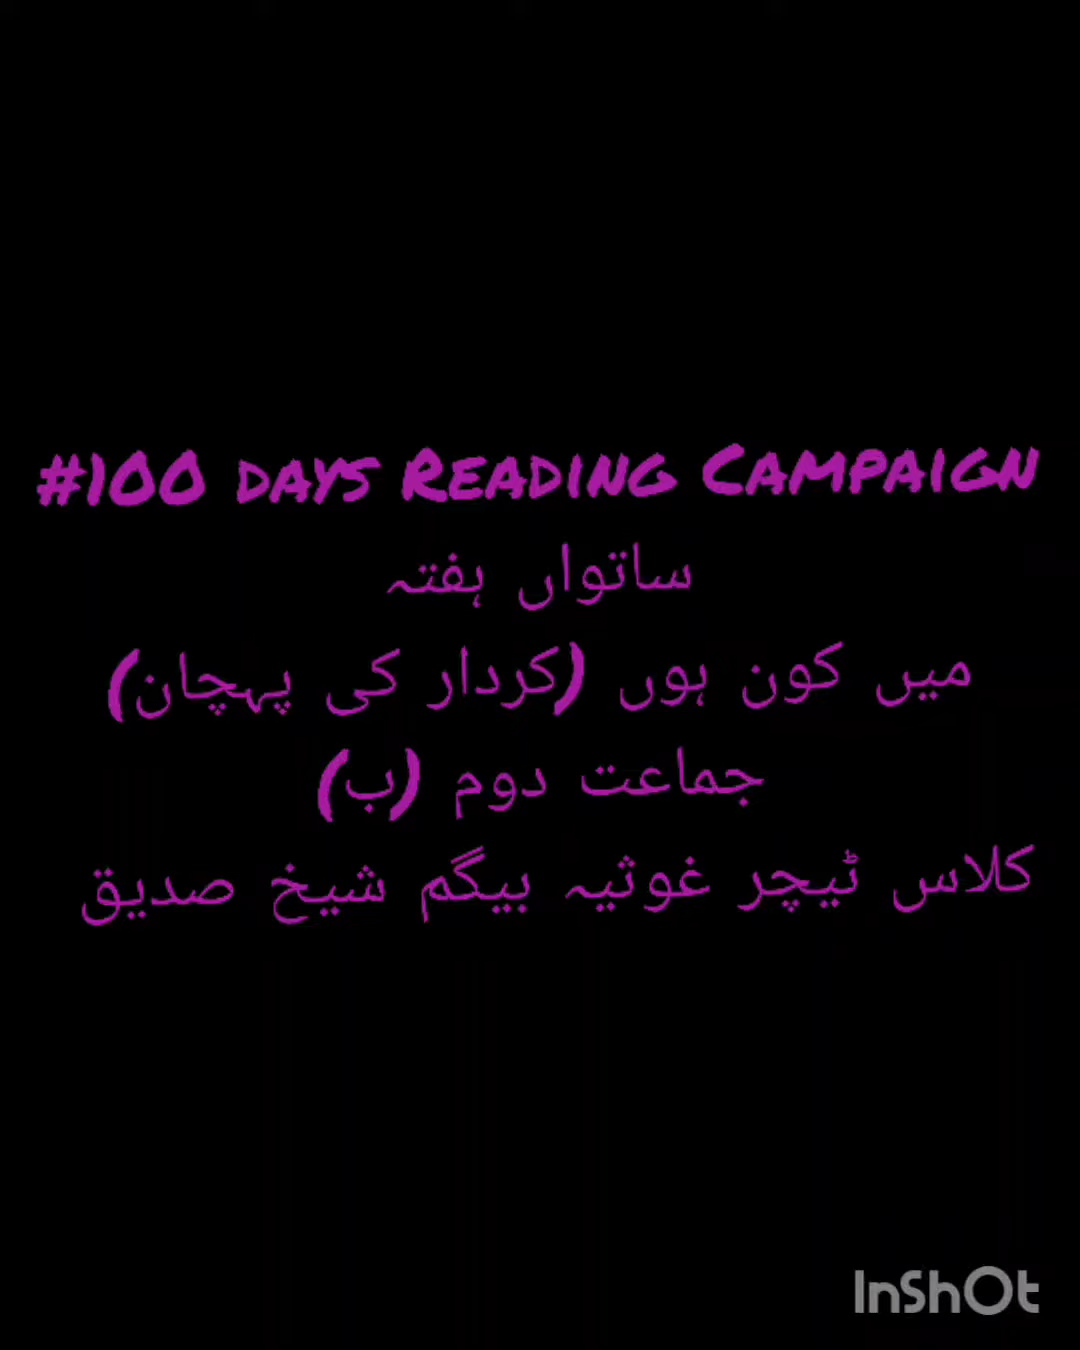 #100 days Reading Campaign
ساتواں ہفتہ
میں کون ہوں (کردار کی پہچان)
جماعت دوم (ب)
کلاس ٹیچر غوثیہ بیگم شیخ صدیق
InShOt